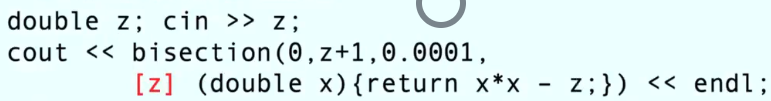 double z; cin >> z;
cout << bisection(0,z+1,0.0001,
[z] (double x){return x*x - z;}) << endl;